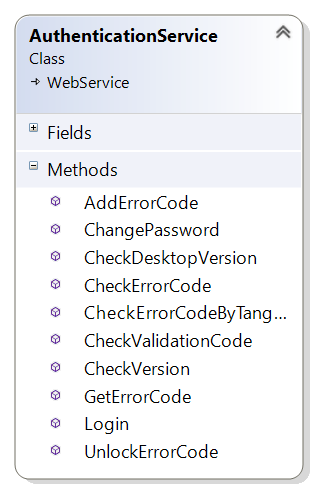 AuthenticationService
Class
WebService
Fields
Methods
AddErrorCode
ChangePassword
CheckDesktopVersion
CheckErrorCode
CheckErrorCodeByTang...
CheckValidationCode
CheckVersion
GetErrorCode
Login
UnlockErrorCode